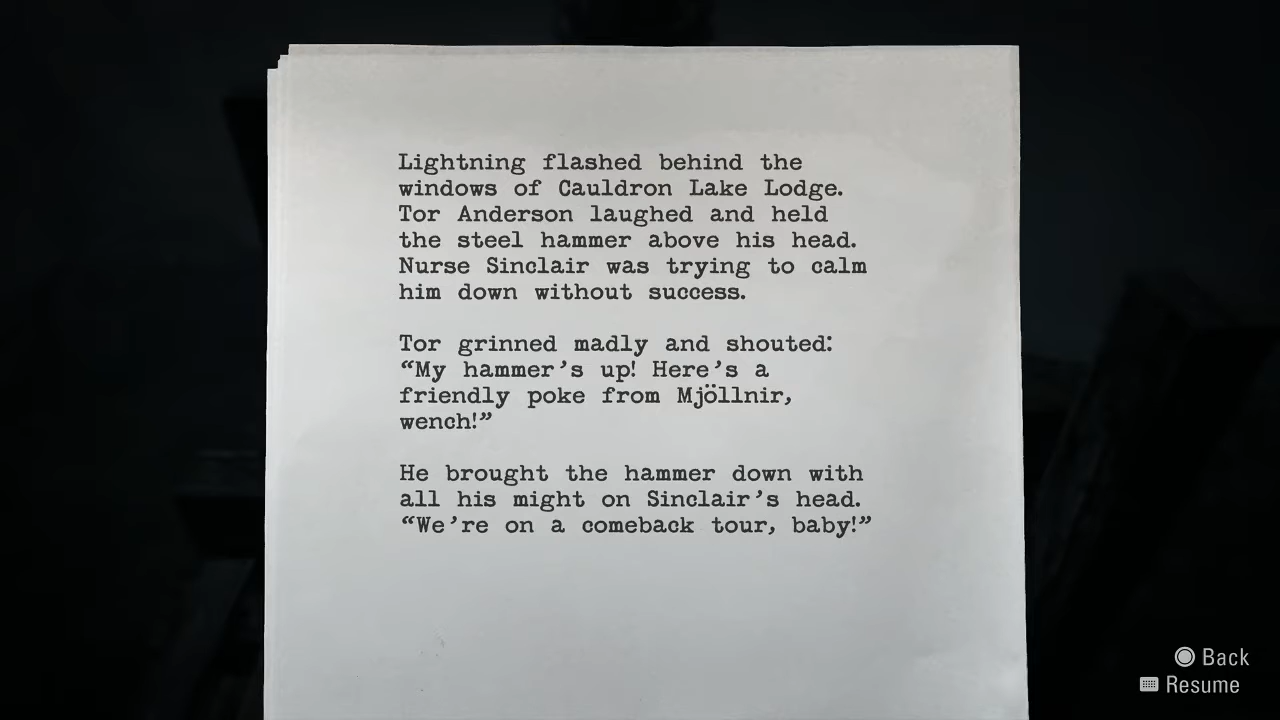 Lightning flashed behind the
windows of Cauldron Lake Lodge.
Tor Anderson laughed and held
the steel hammer above his head.
Nurse Sinclair was trying to calm
him down without success.
Tor grinned madly and shouted:
“My hammer’s up! Here’s a
friendly poke from Mjöllnir,
wench!”
He brought the hammer down with
all his might on Sinclair’s head.
“We’re on a comeback tour, baby!”
Back
Resume